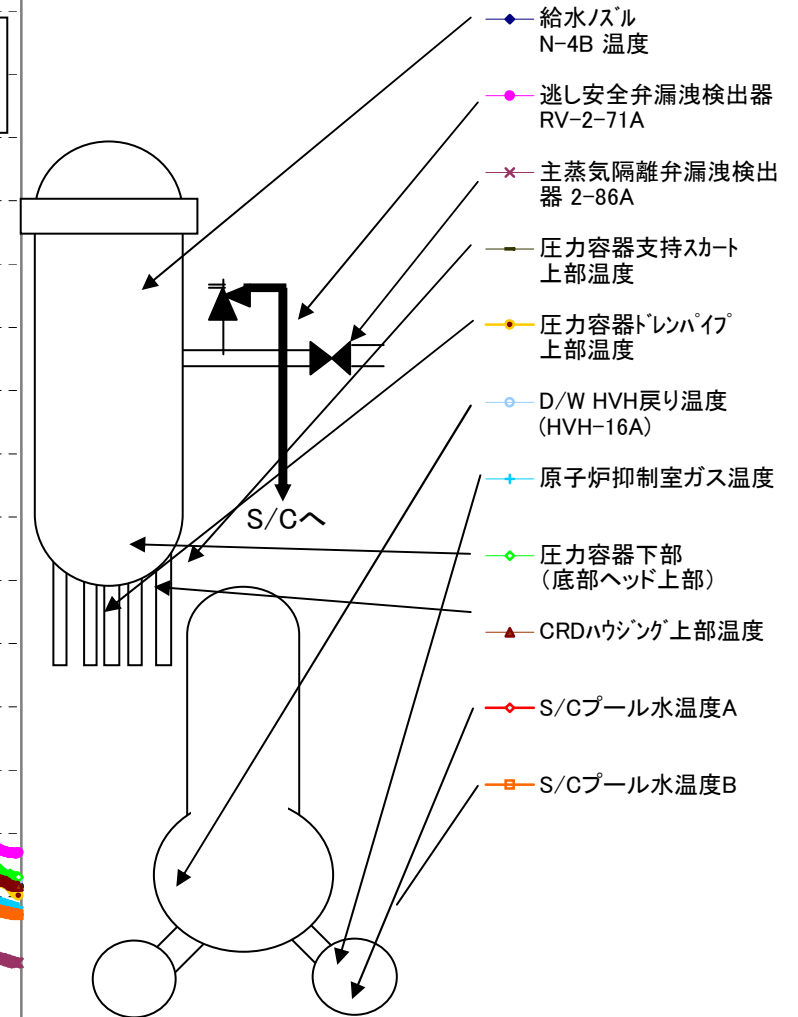 給水ノズル
N-4B 温度
逃し安全弁漏洩検出器
RV-2-71A
主蒸気隔離弁漏洩検出
器 2-86A
圧力容器支持スカート
上部温度
圧力容器ドレンパイプ
上部温度
D/W HVH戻り温度
(HVH-16A)
原子炉抑制室ガス温度
S/Cへ
圧力容器下部
(底部ヘッド上部)
CRDハウジング上部温度
S/Cプール水温度A
S/Cプール水温度B